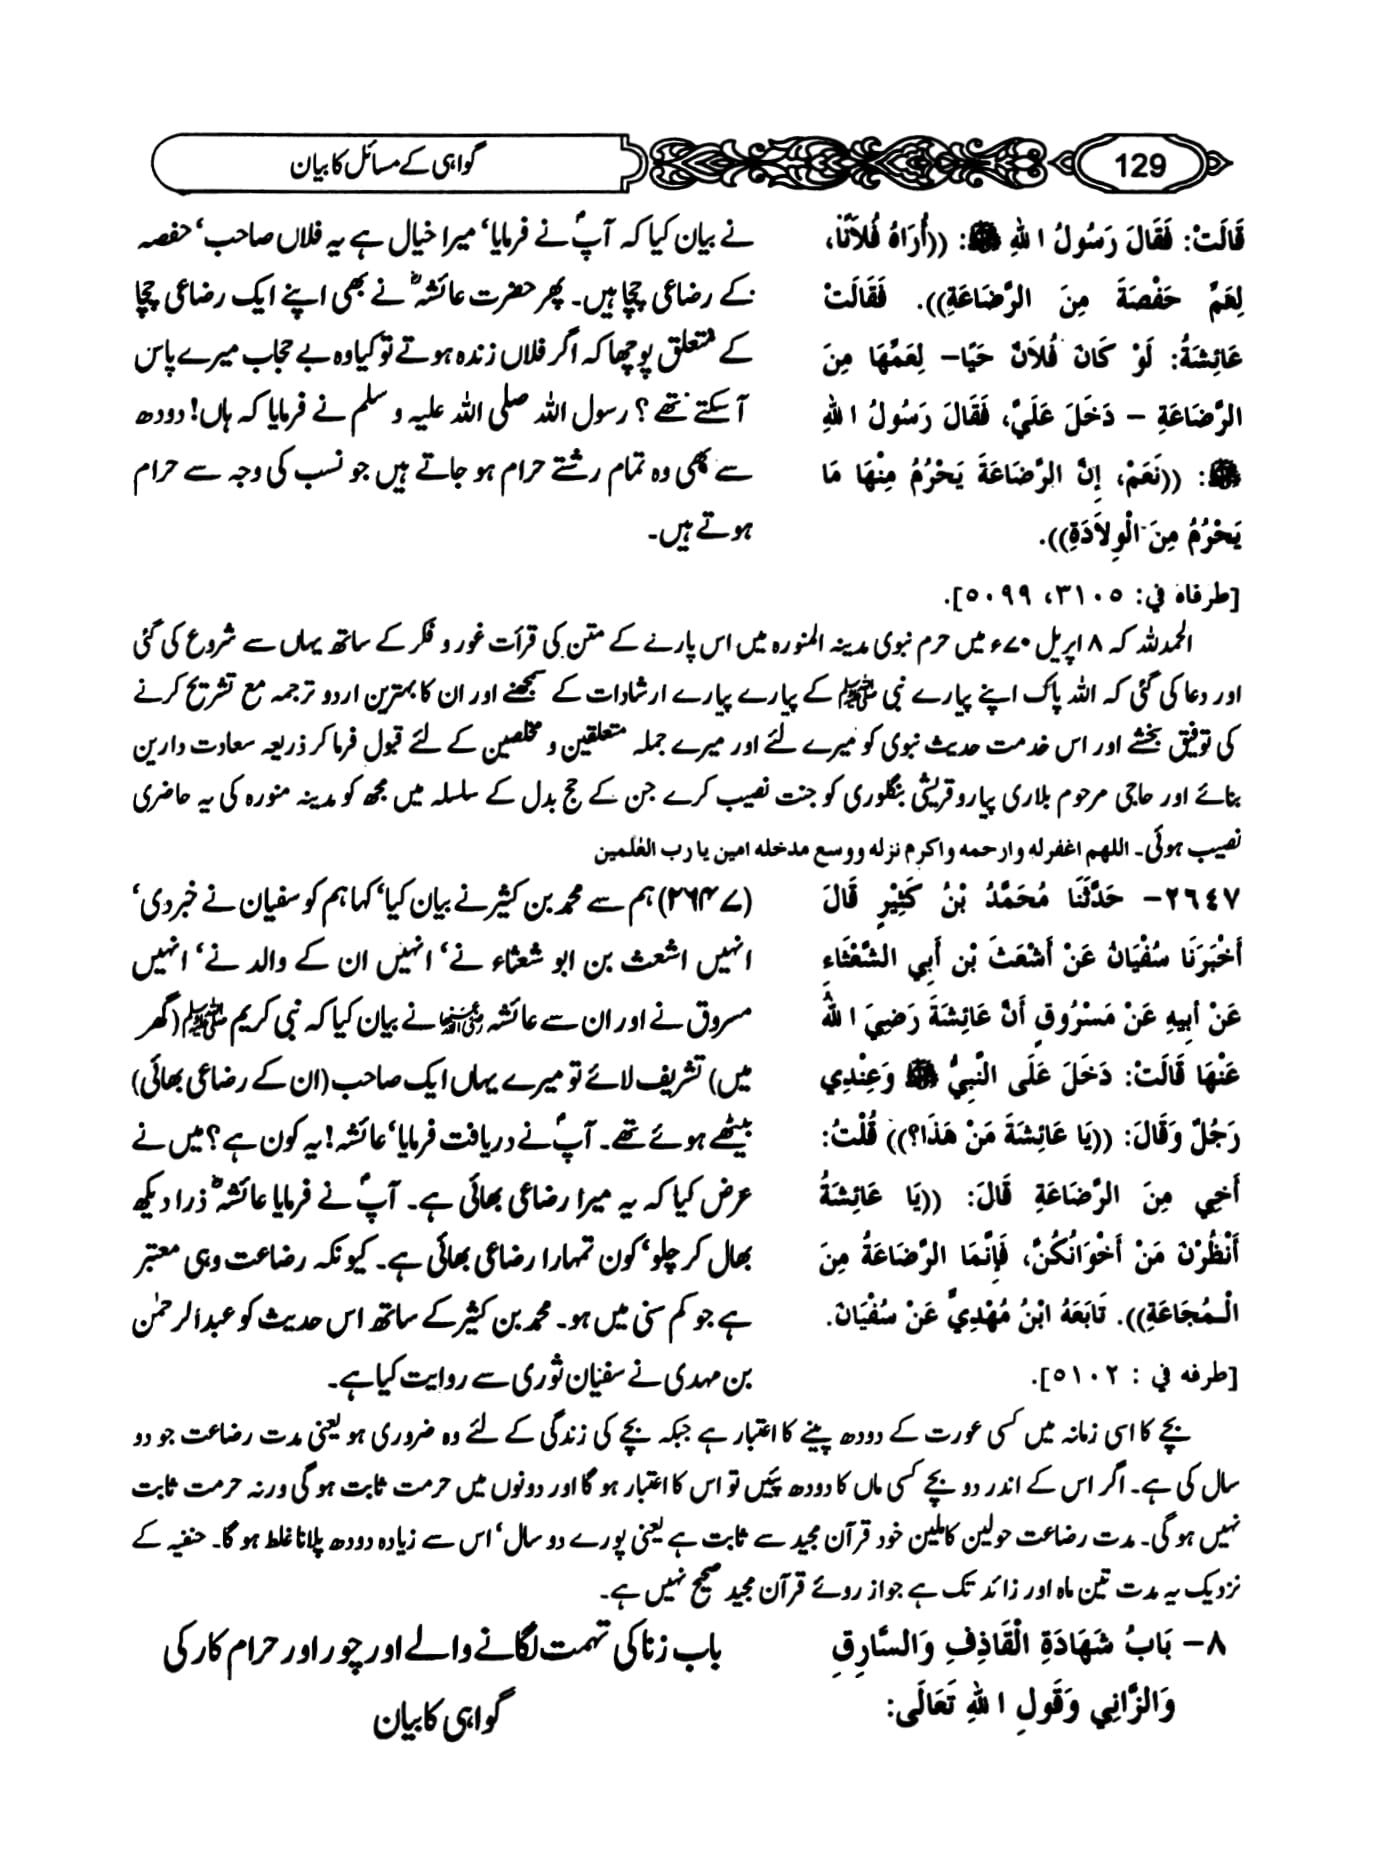 129
گواہی کے مسائل کا بیان
قَالَتْ: فَقَالَ رَسُولُ اللهِ ﷺ: ((أُرَاهُ فُلاَنًا،
لِعَمِّ حَفْصَةَ مِنَ الرَّضَاعَةِ)). فَقَالَتْ
عَائِشَةُ: لَوْ كَانَ فُلاَنٌ حَيًّا– لِعَمِّهَا مِنَ
الرَّضَاعَةِ – دَخَلَ عَلَيَّ، فَقَالَ رَسُولُ اللهِ
ﷺ: ((نَعَمْ، إِنَّ الرَّضَاعَةَ يَحْرُمُ مِنْهَا مَا
يَحْرُمُ مِنَ الْوِلاَدَةِ)).
[طرفاه في: ٣١٠٥، ٥٠٩٩].
نے بیان کیا کہ آپؐ نے فرمایا‘ میرا خیال ہے یہ فلاں صاحب‘ حفصہ
کے رضاعی چچا ہیں۔ پھر حضرت عائشہؓ نے بھی اپنے ایک رضاعی چچا
کے متعلق پوچھا کہ اگر فلاں زندہ ہوتے تو کیا وہ بے حجاب میرے پاس
آ سکتے تھے؟ رسول اللہ صلی اللہ علیہ و سلم نے فرمایا کہ ہاں! دودھ
سے بھی وہ تمام رشتے حرام ہو جاتے ہیں جو نسب کی وجہ سے حرام
ہوتے ہیں۔
الحمدللہ کہ ۸ اپریل ۷۰ء میں حرم نبوی مدینہ المنورہ میں اس پارے کے متن کی قرأت غور و فکر کے ساتھ یہاں سے شروع کی گئی
اور دعا کی گئی کہ اللہ پاک اپنے پیارے نبی ﷺ کے پیارے پیارے ارشادات کے سمجھنے اور ان کا بہترین اردو ترجمہ مع تشریح کرنے
کی توفیق بخشے اور اس خدمت حدیث نبوی کو میرے لئے اور میرے جملہ متعلقین و مخلصین کے لئے قبول فرما کر ذریعہ سعادت دارین
بنائے اور حاجی مرحوم بلاری پیارو قریشی بنگلوری کو جنت نصیب کرے جن کے حج بدل کے سلسلہ میں مجھ کو مدینہ منورہ کی یہ حاضری
نصیب ہوئی۔ اللهم اغفرله وارحمه واكرم نزله ووسع مدخله امين يا رب العٰلمين
٢٦٤٧– حَدَّثَنَا مُحَمَّدُ بْنُ كَثِيْرٍ قَالَ
أَخْبَرَنَا سُفْيَانُ عَنْ أَشْعَثَ بْنِ أَبِي الشَّعْثَاءِ
عَنْ أَبِيهِ عَنْ مَسْرُوقٍ أَنَّ عَائِشَةَ رَضِيَ اللهُ
عَنْهَا قَالَتْ: دَخَلَ عَلَى النَّبِيُّ ﷺ وَعِنْدِي
رَجُلٌ وَقَالَ: ((يَا عَائِشَةَ مَنْ هَذَا؟)) قُلْتُ:
أَخِي مِنَ الرَّضَاعَةِ قَالَ: ((يَا عَائِشَةُ
أَنْظُرْنَ مَنْ أَخْوَانُكُنَّ، فَإِنَّمَا الرَّضَاعَةُ مِنَ
الْـمُجَاعَةِ)). تَابَعَهُ ابْنُ مُهْدِيٍّ عَنْ سُفْيَانَ.
[طرفه في : ٥١٠٢].
(۲۶۴۷) ہم سے محمد بن کثیر نے بیان کیا‘ کہا ہم کو سفیان نے خبر دی‘
انہیں اشعث بن ابو شعثاء نے‘ انہیں ان کے والد نے‘ انہیں
مسروق نے اور ان سے عائشہ رضی اللہ عنہا نے بیان کیا کہ نبی کریم ﷺ (گھر
میں) تشریف لائے تو میرے یہاں ایک صاحب (ان کے رضاعی بھائی)
بیٹھے ہوئے تھے۔ آپؐ نے دریافت فرمایا‘ عائشہ! یہ کون ہے؟ میں نے
عرض کیا کہ یہ میرا رضاعی بھائی ہے۔ آپؐ نے فرمایا عائشہؓ ذرا دیکھ
بھال کر چلو‘ کون تمہارا رضاعی بھائی ہے۔ کیونکہ رضاعت وہی معتبر
ہے جو کم سنی میں ہو۔ محمد بن کثیر کے ساتھ اس حدیث کو عبدالرحمٰن
بن مہدی نے سفیان ثوری سے روایت کیا ہے۔
بچے کا اسی زمانہ میں کسی عورت کے دودھ پینے کا اعتبار ہے جبکہ بچے کی زندگی کے لئے وہ ضروری ہو یعنی مدت رضاعت جو دو
سال کی ہے۔ اگر اس کے اندر دو بچے کسی ماں کا دودھ پئیں تو اس کا اعتبار ہو گا اور دونوں میں حرمت ثابت ہو گی ورنہ حرمت ثابت
نہیں ہو گی۔ مدت رضاعت حولین کاملین خود قرآن مجید سے ثابت ہے یعنی پورے دو سال‘ اس سے زیادہ دودھ پلانا غلط ہو گا۔ حنفیہ کے
نزدیک یہ مدت تین ماہ اور زائد تک ہے جو از روئے قرآن مجید صحیح نہیں ہے۔
٨– بَابُ شَهَادَةِ الْقَاذِفِ وَالسَّارِقِ
وَالزَّانِي وَقَولِ اللهِ تَعَالَى:
باب زنا کی تہمت لگانے والے اور چور اور حرام کار کی
گواہی کا بیان